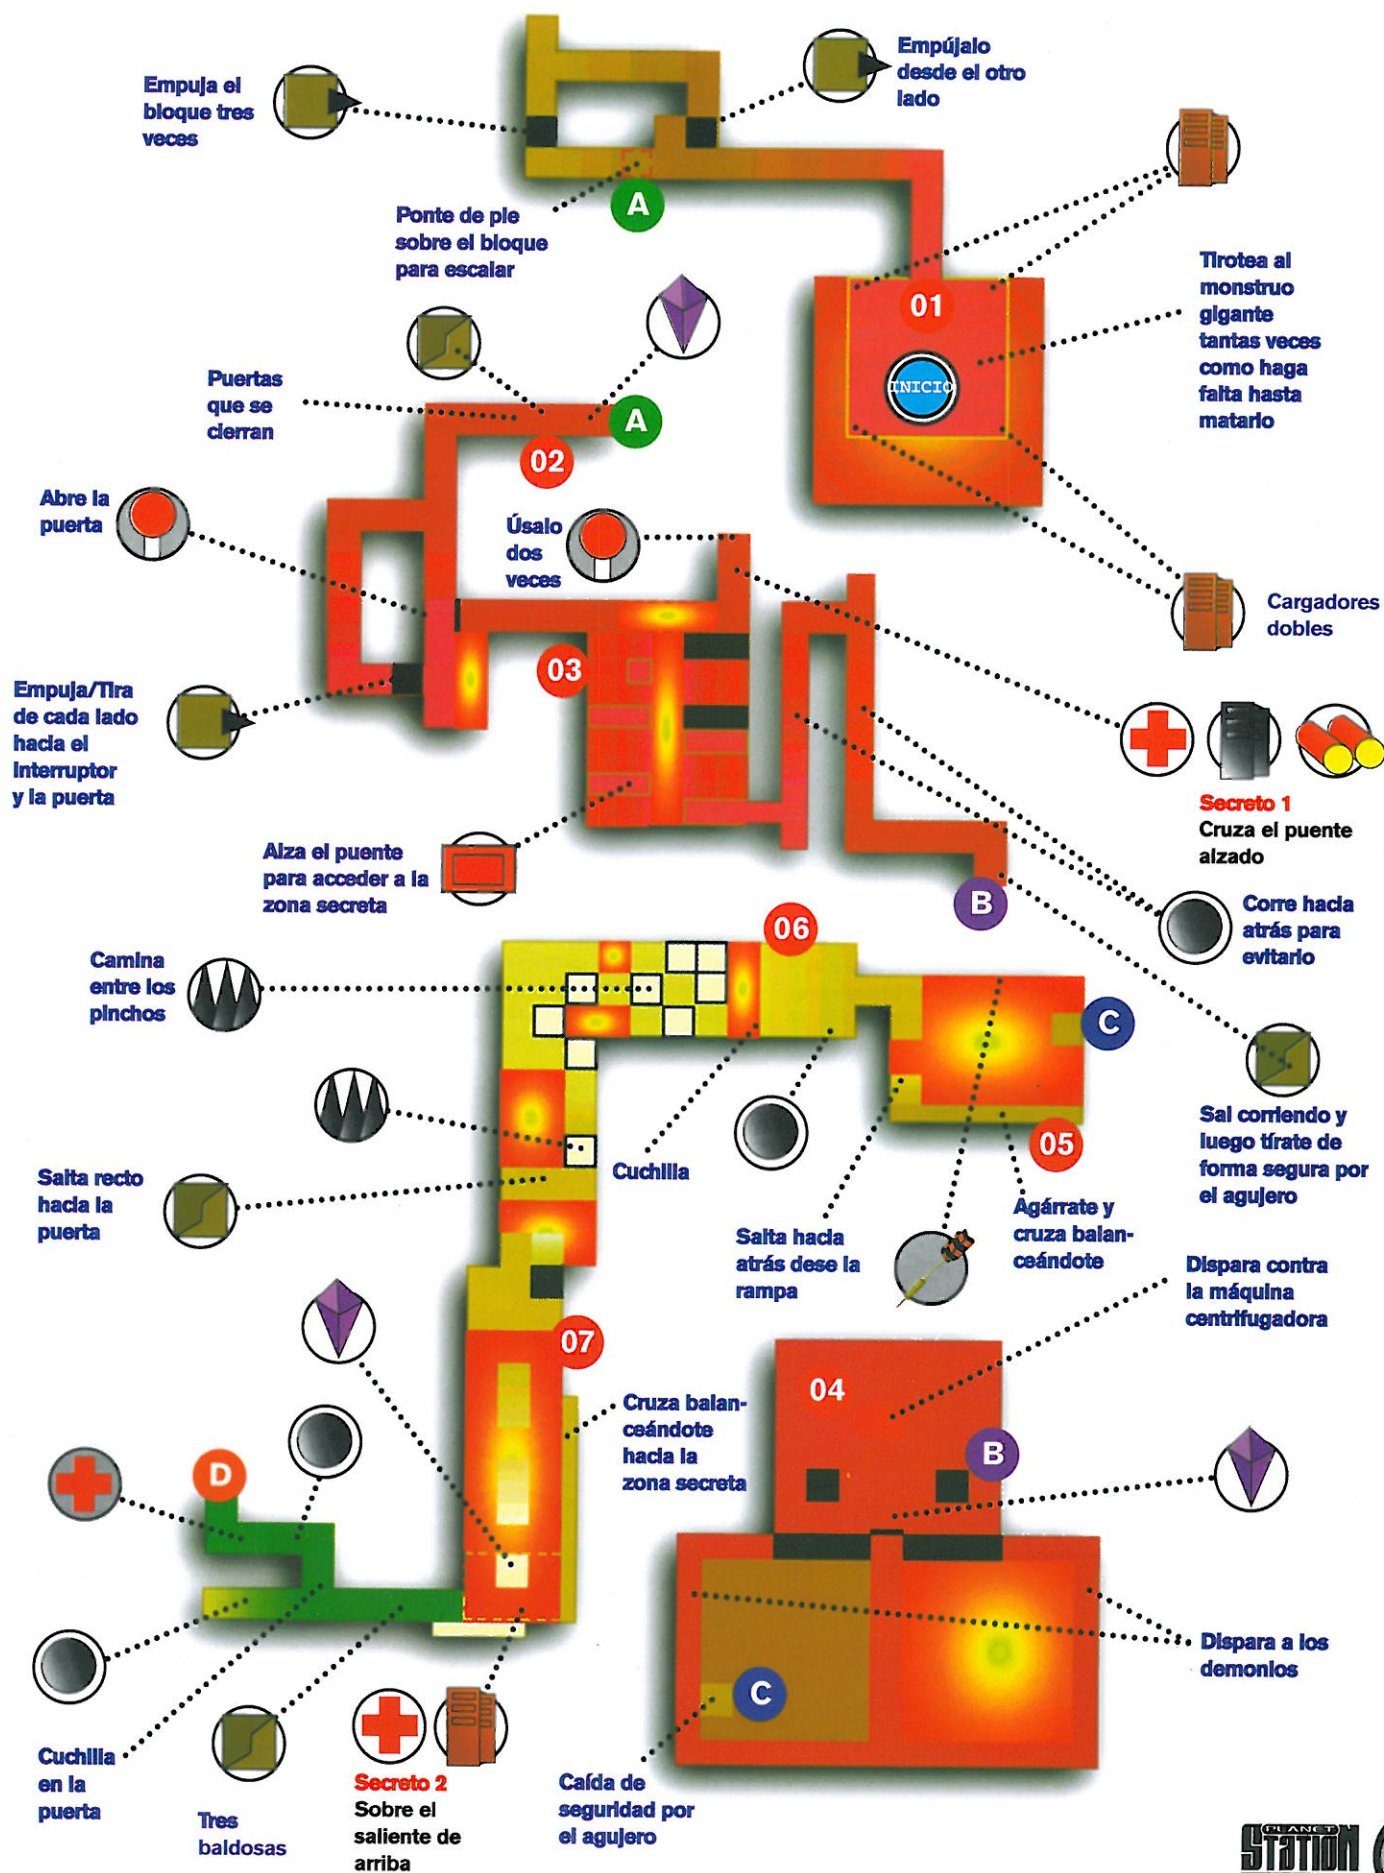 Empuja el
bloque tres
veces
Empújalo
desde el otro
lado
A
Ponte de pie
sobre el bloque
para escalar
01
INICIO
Tirotea al
monstruo
gigante
tantas veces
como haga
falta hasta
matarlo
Puertas
que se
cierran
A
02
Abre la
puerta
Úsalo
dos
veces
Cargadores
dobles
03
Empuja/Tira
de cada lado
hacia el
interruptor
y la puerta
Secreto 1
Cruza el puente
alzado
Alza el puente
para acceder a la
zona secreta
B
Corre hacia
atrás para
evitarlo
06
Camina
entre los
pinchos
C
Sal corriendo y
luego tírate de
forma segura por
el agujero
05
Cuchilla
Salta recto
hacia la
puerta
Salta hacia
atrás dese la
rampa
Agárrate y
cruza balan-
ceándote
Dispara contra
la máquina
centrifugadora
07
04
Cruza balan-
ceándote
hacia la
zona secreta
B
D
Dispara a los
demonios
C
Cuchilla
en la
puerta
Tres
baldosas
Secreto 2
Sobre el
saliente de
arriba
Caída de
seguridad por
el agujero
PLANET
STATION